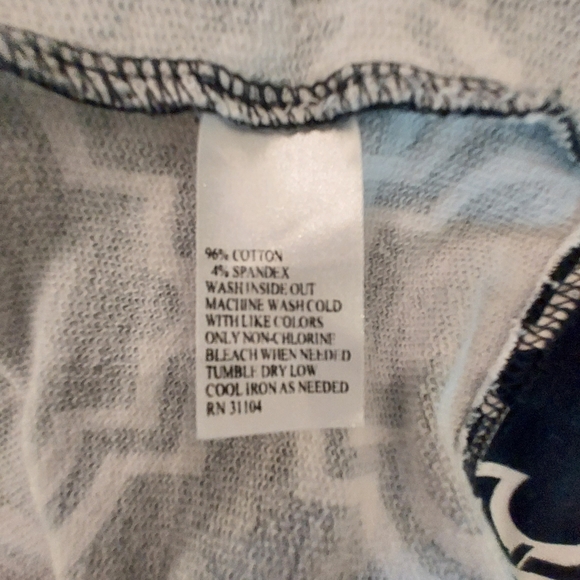 96% COTTON
4% SPANDEX
WASH INSIDE OUT
MACHINE WASH COLD
WITH LIKE COLORS
ONLY NON-CHLORINE
BLEACH WHEN NEEDED
TUMBLE DRY LOW
COOL IRON AS NEEDED
RN 31104